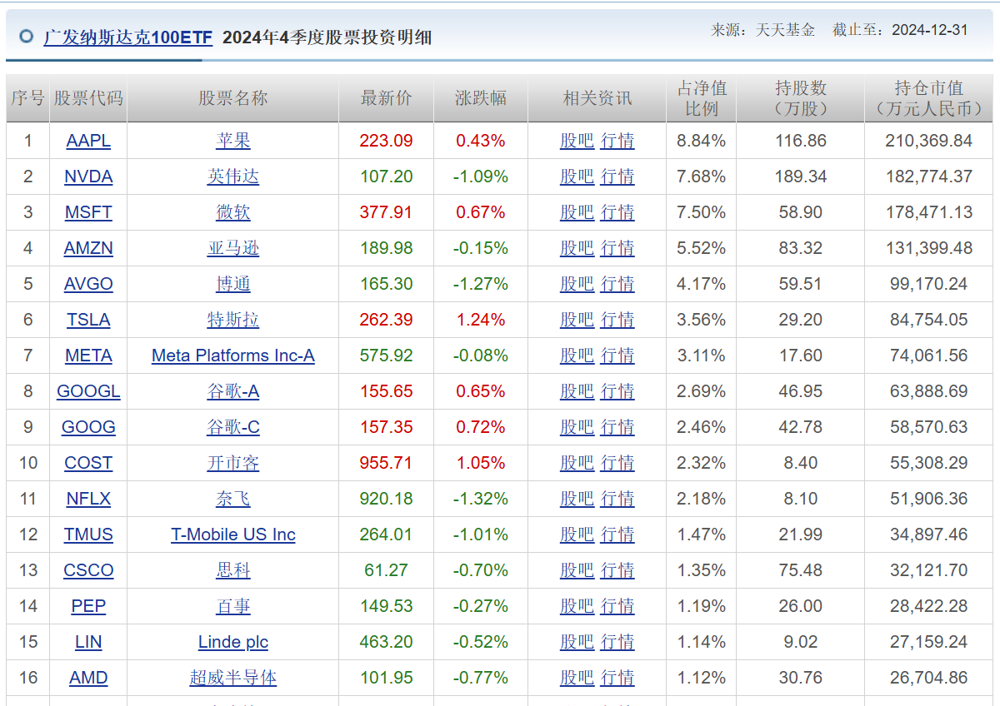 广发纳斯达克100ETF 2024年4季度股票投资明细 来源：天天基金 截止至：2024-12-31
序号 股票代码 股票名称 最新价 涨跌幅 相关资讯 占净值比例 持股数（万股） 持仓市值（万元人民币）
1 AAPL 苹果 223.09 0.43% 股吧 行情 8.84% 116.86 210,369.84
2 NVDA 英伟达 107.20 -1.09% 股吧 行情 7.68% 189.34 182,774.37
3 MSFT 微软 377.91 0.67% 股吧 行情 7.50% 58.90 178,471.13
4 AMZN 亚马逊 189.98 -0.15% 股吧 行情 5.52% 83.32 131,399.48
5 AVGO 博通 165.30 -1.27% 股吧 行情 4.17% 59.51 99,170.24
6 TSLA 特斯拉 262.39 1.24% 股吧 行情 3.56% 29.20 84,754.05
7 META Meta Platforms Inc-A 575.92 -0.08% 股吧 行情 3.11% 17.60 74,061.56
8 GOOGL 谷歌-A 155.65 0.65% 股吧 行情 2.69% 46.95 63,888.69
9 GOOG 谷歌-C 157.35 0.72% 股吧 行情 2.46% 42.78 58,570.63
10 COST 开市客 955.71 1.05% 股吧 行情 2.32% 8.40 55,308.29
11 NFLX 奈飞 920.18 -1.32% 股吧 行情 2.18% 8.10 51,906.36
12 TMUS T-Mobile US Inc 264.01 -1.01% 股吧 行情 1.47% 21.99 34,897.46
13 CSCO 思科 61.27 -0.70% 股吧 行情 1.35% 75.48 32,121.70
14 PEP 百事 149.53 -0.27% 股吧 行情 1.19% 26.00 28,422.28
15 LIN Linde plc 463.20 -0.52% 股吧 行情 1.14% 9.02 27,159.24
16 AMD 超威半导体 101.95 -0.77% 股吧 行情 1.12% 30.76 26,704.86